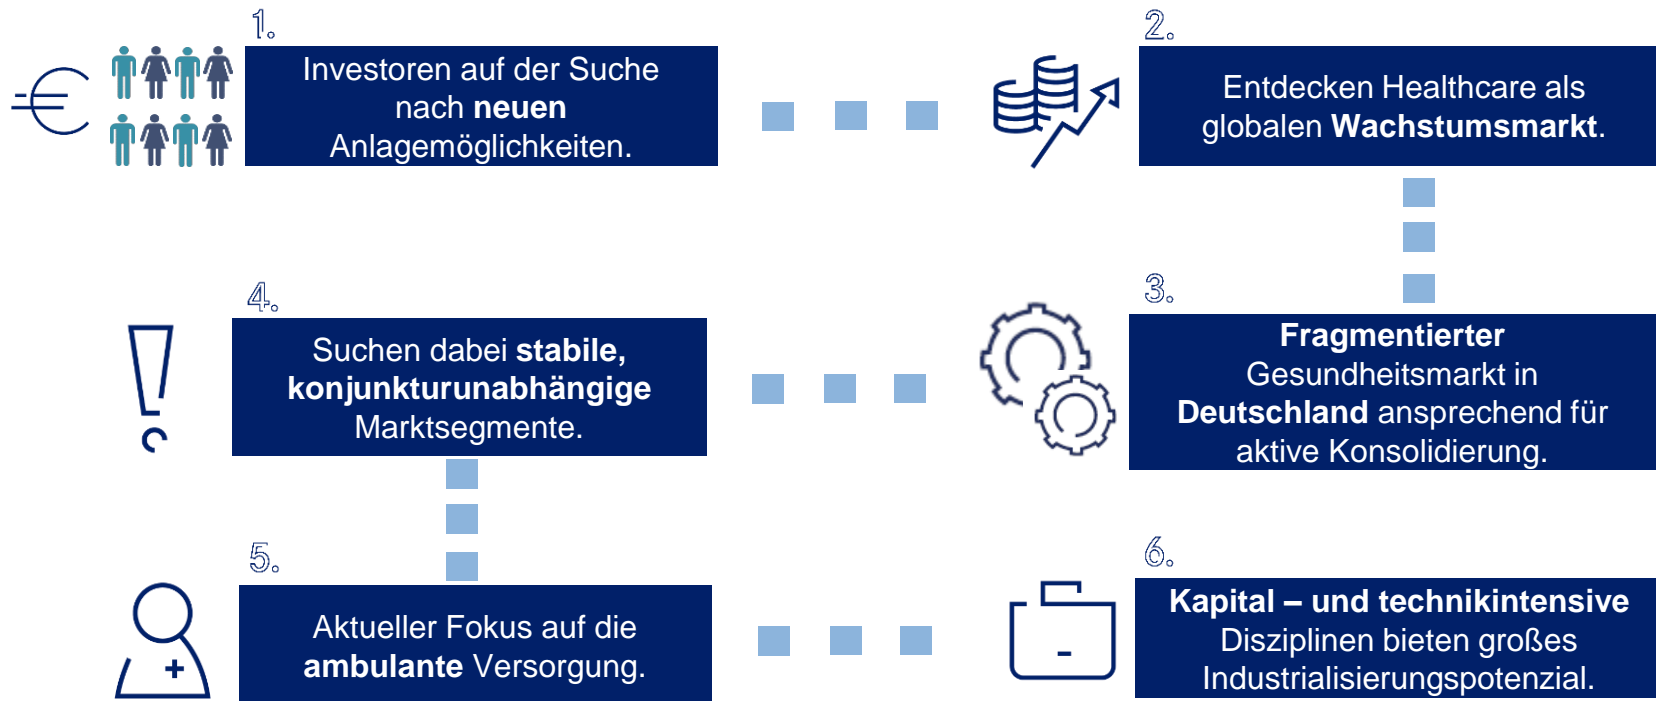 1.
Investoren auf der Suche
nach neuen
Anlagemöglichkeiten.
2.
Entdecken Healthcare als
globalen Wachstumsmarkt.
3.
Fragmentierter
Gesundheitsmarkt in
Deutschland ansprechend für
aktive Konsolidierung.
4.
Suchen dabei stabile,
konjunkturunabhängige
Marktsegmente.
5.
Aktueller Fokus auf die
ambulante Versorgung.
6.
Kapital – und technikintensive
Disziplinen bieten großes
Industrialisierungspotenzial.